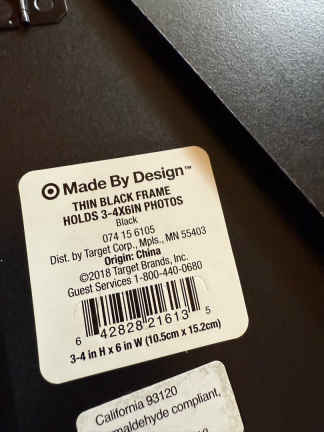 Made By Design™
THIN BLACK FRAME
HOLDS 3-4X6IN PHOTOS
Black
074 15 6105
Dist. by Target Corp., Mpls., MN 55403
Origin: China
©2018 Target Brands, Inc.
Guest Services 1-800-440-0680
6 42828 21613 5
3-4 in H x 6 in W (10.5cm x 15.2cm)
California 93120
maldehyde compliant,